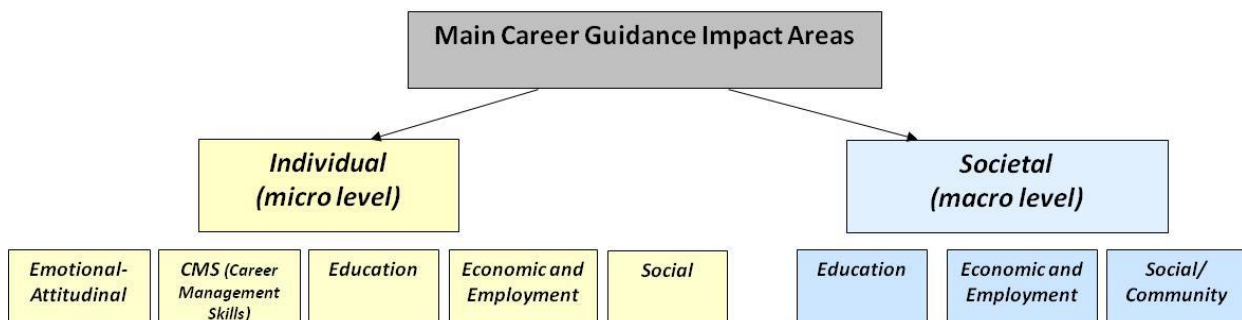 Main Career Guidance Impact Areas
Individual
(micro level)
Societal
(macro level)
Emotional-
Attitudinal
CMS (Career
Management
Skills)
Education
Economic and
Employment
Social
Education
Economic and
Employment
Social/
Community